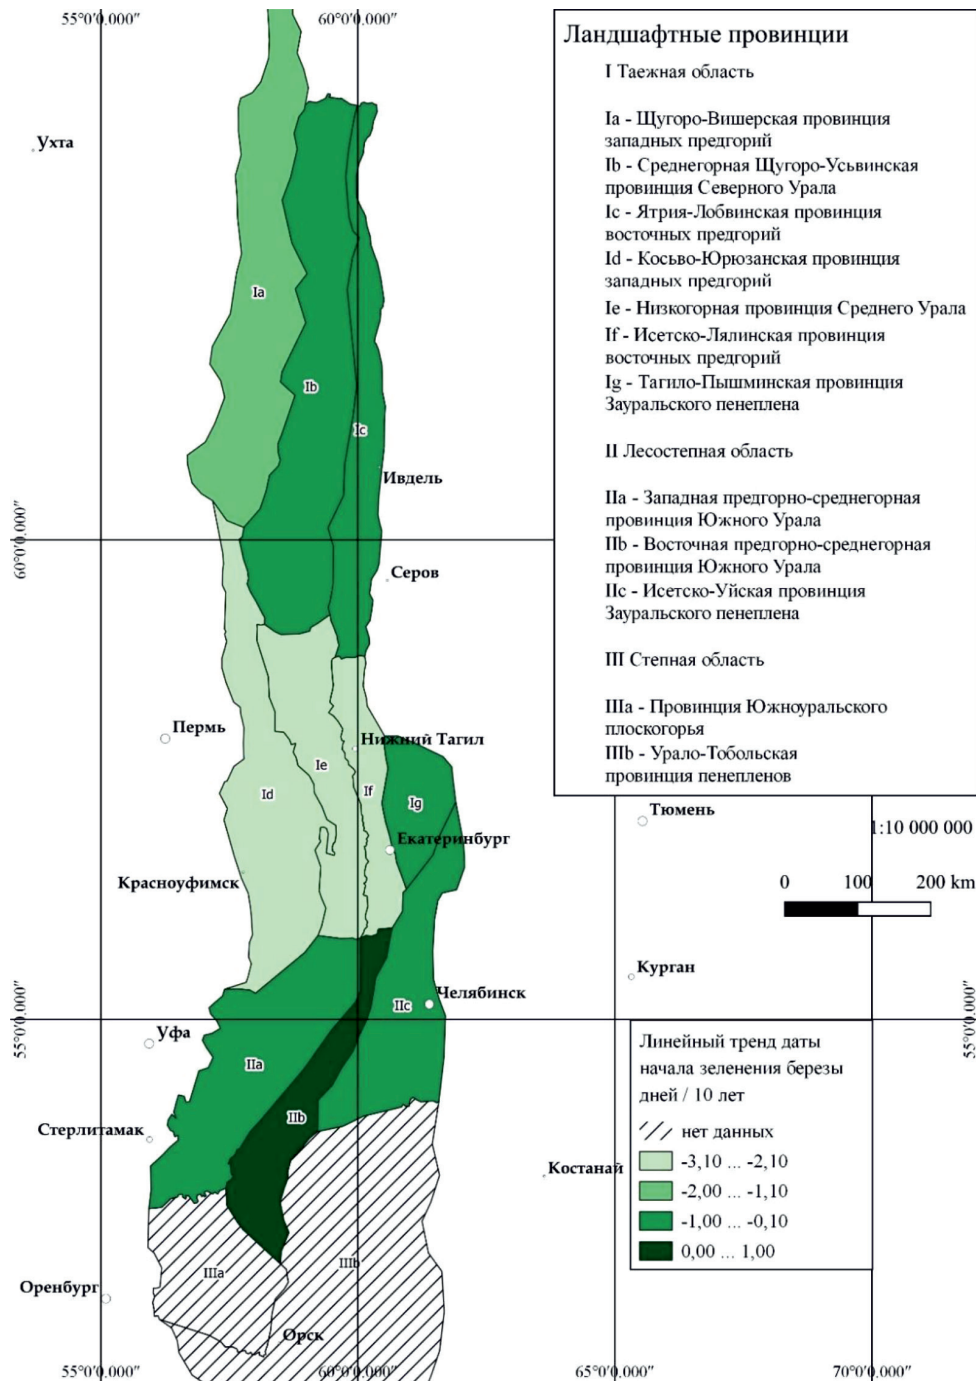 55°0'0.000"
60°0'0.000"
Ландшафтные провинции
I Таежная область
Ia - Щугоро-Вишерская провинция
западных предгорий
Ib - Среднегорная Щугоро-Усьвинская
провинция Северного Урала
Ic - Ятрия-Лобвинская провинция
восточных предгорий
Id - Косьво-Юрюзанская провинция
западных предгорий
Ie - Низкогорная провинция Среднего Урала
If - Исетско-Лялинская провинция
восточных предгорий
Ig - Тагило-Пышминская провинция
Зауральского пенеплена
II Лесостепная область
IIa - Западная предгорно-среднегорная
провинция Южного Урала
IIb - Восточная предгорно-среднегорная
провинция Южного Урала
IIc - Исетско-Уйская провинция
Зауральского пенеплена
III Степная область
IIIa - Провинция Южноуральского
плоскогорья
IIIb - Урало-Тобольская
провинция пенепленов
Ухта
Ia
Ib
Ic
Ивдель
60°0'0.000"
Серов
Пермь
Нижний Тагил
Ie
Id
If
Ig
Тюмень
1:10 000 000
Екатеринбург
Красноуфимск
0 100 200 km
Курган
Челябинск
IIc
55°0'0.000"
55°0'0.000"
Уфа
IIa
IIb
Стерлитамак
Костанай
Линейный тренд даты
начала зеленения березы
дней / 10 лет
нет данных
-3,10 ... -2,10
-2,00 ... -1,10
-1,00 ... -0,10
0,00 ... 1,00
IIIa
IIIb
Оренбург
Орск
55°0'0.000"
60°0'0.000"
65°0'0.000"
70°0'0.000"